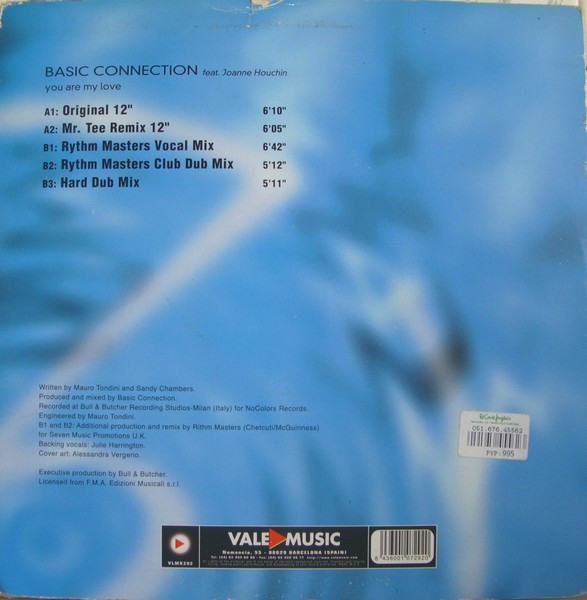 BASIC CONNECTION feat. Joanne Houchin
you are my love
A1: Original 12" 6'10"
A2: Mr. Tee Remix 12" 6'05"
B1: Rythm Masters Vocal Mix 6'42"
B2: Rythm Masters Club Dub Mix 5'12"
B3: Hard Dub Mix 5'11"
Written by Mauro Tondini and Sandy Chambers.
Produced and mixed by Basic Connection.
Recorded at Bull & Butcher Recording Studios-Milan (Italy) for NoColors Records.
Engineered by Mauro Tondini.
B1 and B2: Additional production and remix by Rithm Masters (Chetcuti/McGuinness)
for Seven Music Promotions U.K.
Backing vocals: Julie Harrington.
Cover art: Alessandra Vergerio.
Executive production by Bull & Butcher.
Licensed from F.M.A. Edizioni Musicali s.r.l.
El Corte Inglés
051.676.45563
PVP: 995
VLMX292
VALE MUSIC
Numancia, 95 - 08029 BARCELONA (SPAIN)
8 436001 072920